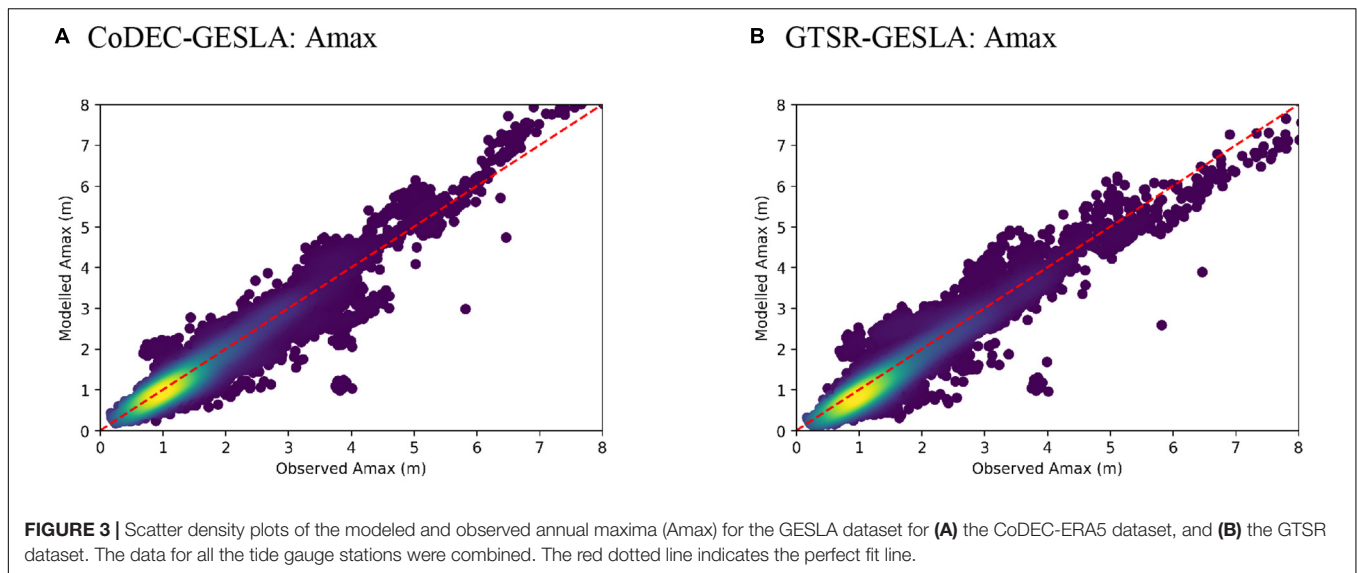 A CoDEC-GESLA: Amax
8
7
6
5
4
3
2
1
0
Modelled Amax (m)
0 1 2 3 4 5 6 7 8
Observed Amax (m)
B GTSR-GESLA: Amax
8
7
6
5
4
3
2
1
0
Modelled Amax (m)
0 1 2 3 4 5 6 7 8
Observed Amax (m)
FIGURE 3 | Scatter density plots of the modeled and observed annual maxima (Amax) for the GESLA dataset for (A) the CoDEC-ERA5 dataset, and (B) the GTSR
dataset. The data for all the tide gauge stations were combined. The red dotted line indicates the perfect fit line.